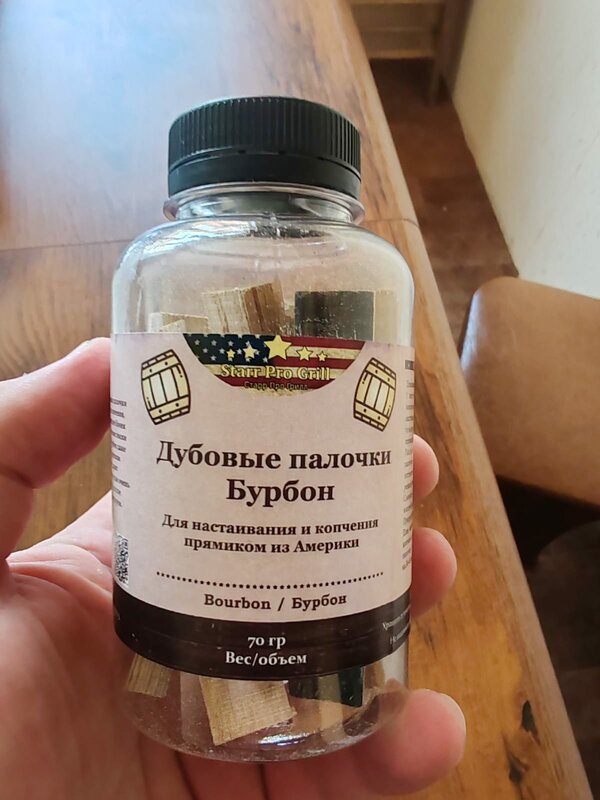 Starr Pro Grill
Старр Про Грилл
Дубовые палочки
Бурбон
Для настаивания и копчения
прямиком из Америки
Bourbon / Бурбон
70 гр
Вес/объем